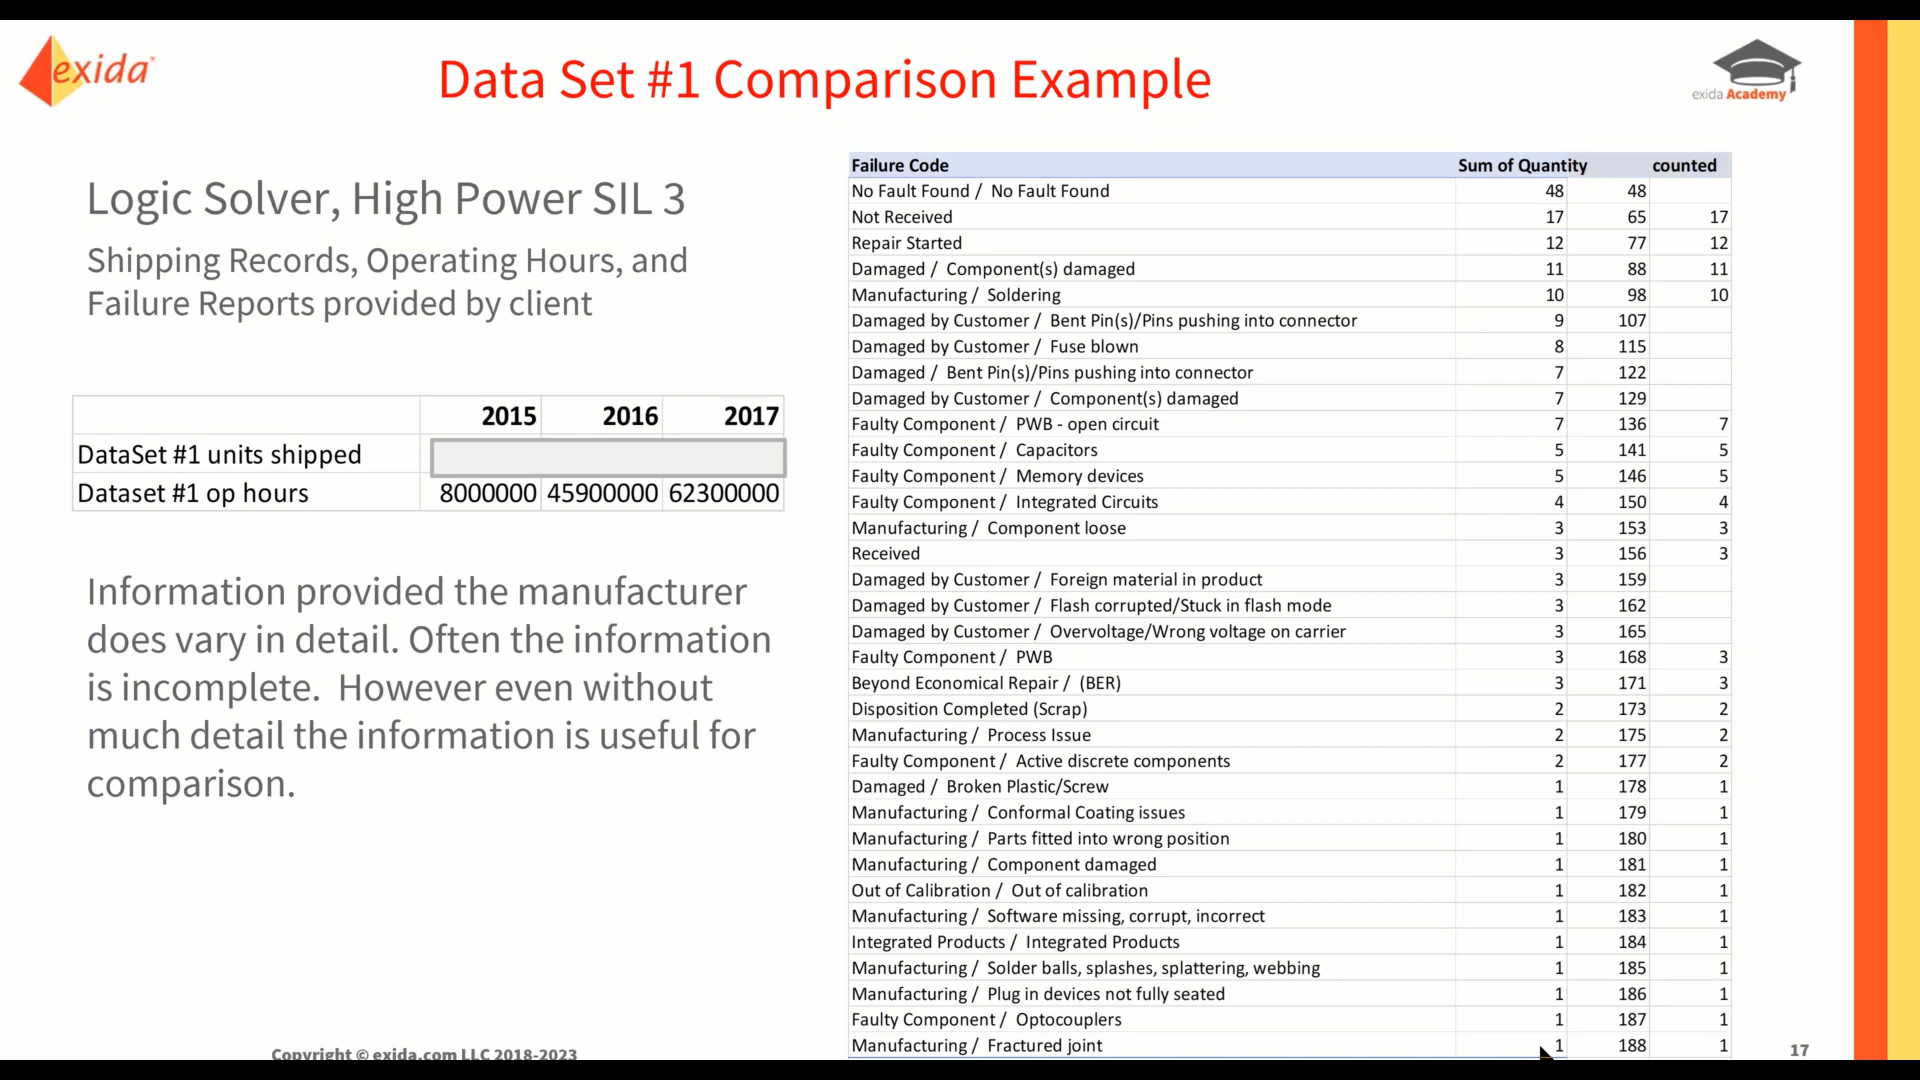 exida
Data Set #1 Comparison Example
exida Academy
Logic Solver, High Power SIL 3
Shipping Records, Operating Hours, and
Failure Reports provided by client
2015 2016 2017
DataSet #1 units shipped
Dataset #1 op hours 8000000 45900000 62300000
Information provided the manufacturer
does vary in detail. Often the information
is incomplete. However even without
much detail the information is useful for
comparison.
Failure Code Sum of Quantity counted
No Fault Found / No Fault Found 48 48
Not Received 17 65 17
Repair Started 12 77 12
Damaged / Component(s) damaged 11 88 11
Manufacturing / Soldering 10 98 10
Damaged by Customer / Bent Pin(s)/Pins pushing into connector 9 107
Damaged by Customer / Fuse blown 8 115
Damaged / Bent Pin(s)/Pins pushing into connector 7 122
Damaged by Customer / Component(s) damaged 7 129
Faulty Component / PWB - open circuit 7 136 7
Faulty Component / Capacitors 5 141 5
Faulty Component / Memory devices 5 146 5
Faulty Component / Integrated Circuits 4 150 4
Manufacturing / Component loose 3 153 3
Received 3 156 3
Damaged by Customer / Foreign material in product 3 159
Damaged by Customer / Flash corrupted/Stuck in flash mode 3 162
Damaged by Customer / Overvoltage/Wrong voltage on carrier 3 165
Faulty Component / PWB 3 168 3
Beyond Economical Repair / (BER) 3 171 3
Disposition Completed (Scrap) 2 173 2
Manufacturing / Process Issue 2 175 2
Faulty Component / Active discrete components 2 177 2
Damaged / Broken Plastic/Screw 1 178 1
Manufacturing / Conformal Coating issues 1 179 1
Manufacturing / Parts fitted into wrong position 1 180 1
Manufacturing / Component damaged 1 181 1
Out of Calibration / Out of calibration 1 182 1
Manufacturing / Software missing, corrupt, incorrect 1 183 1
Integrated Products / Integrated Products 1 184 1
Manufacturing / Solder balls, splashes, splattering, webbing 1 185 1
Manufacturing / Plug in devices not fully seated 1 186 1
Faulty Component / Optocouplers 1 187 1
Manufacturing / Fractured joint 1 188 1
Copyright © exida.com LLC 2018-2023
17